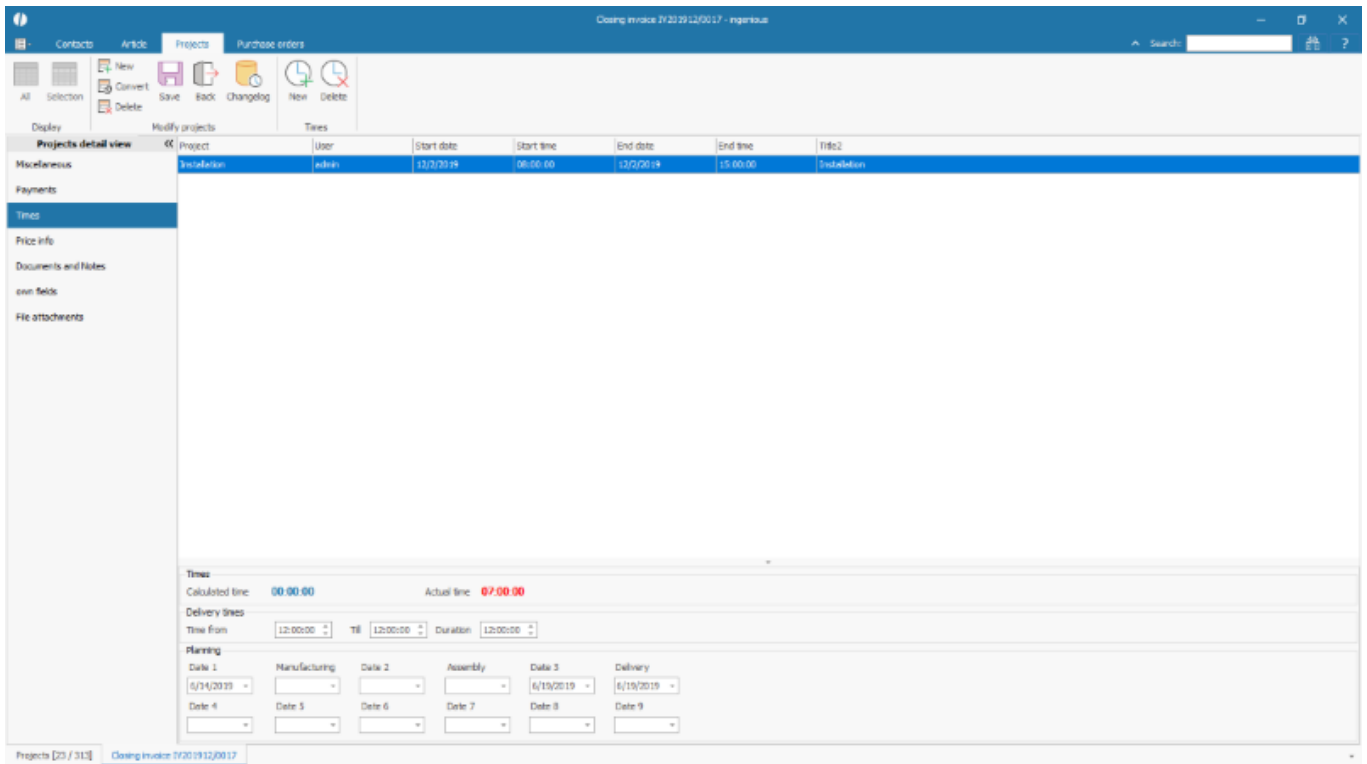 Closing invoice IV201912/0017 - ingenious
Contacts Article Projects Purchase orders Search: ?
New
Convert
Delete
All Selection Save Back Changelog New Delete
Display Modify projects Times
Projects detail view « Project User Start date Start time End date End time Title2
Miscelaneous Installation admin 12/2/2019 08:00:00 12/2/2019 15:00:00 Installation
Payments
Times
Price info
Documents and Notes
own fields
File attachments
Times
Calculated time 00:00:00 Actual time 07:00:00
Delivery times
Time from 12:00:00 Till 12:00:00 Duration 12:00:00
Planning
Date 1 Manufacturing Date 2 Assembly Date 3 Delivery
6/14/2019 6/19/2019 6/19/2019
Date 4 Date 5 Date 6 Date 7 Date 8 Date 9
Projects [23 / 313] Closing invoice IV201912/0017